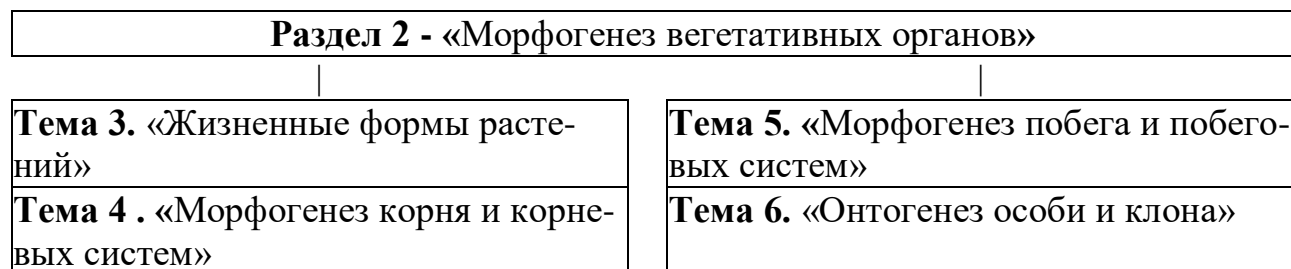 Раздел 2 - «Морфогенез вегетативных органов»
Тема 3. «Жизненные формы расте-
ний»
Тема 4 . «Морфогенез корня и корне-
вых систем»
Тема 5. «Морфогенез побега и побего-
вых систем»
Тема 6. «Онтогенез особи и клона»